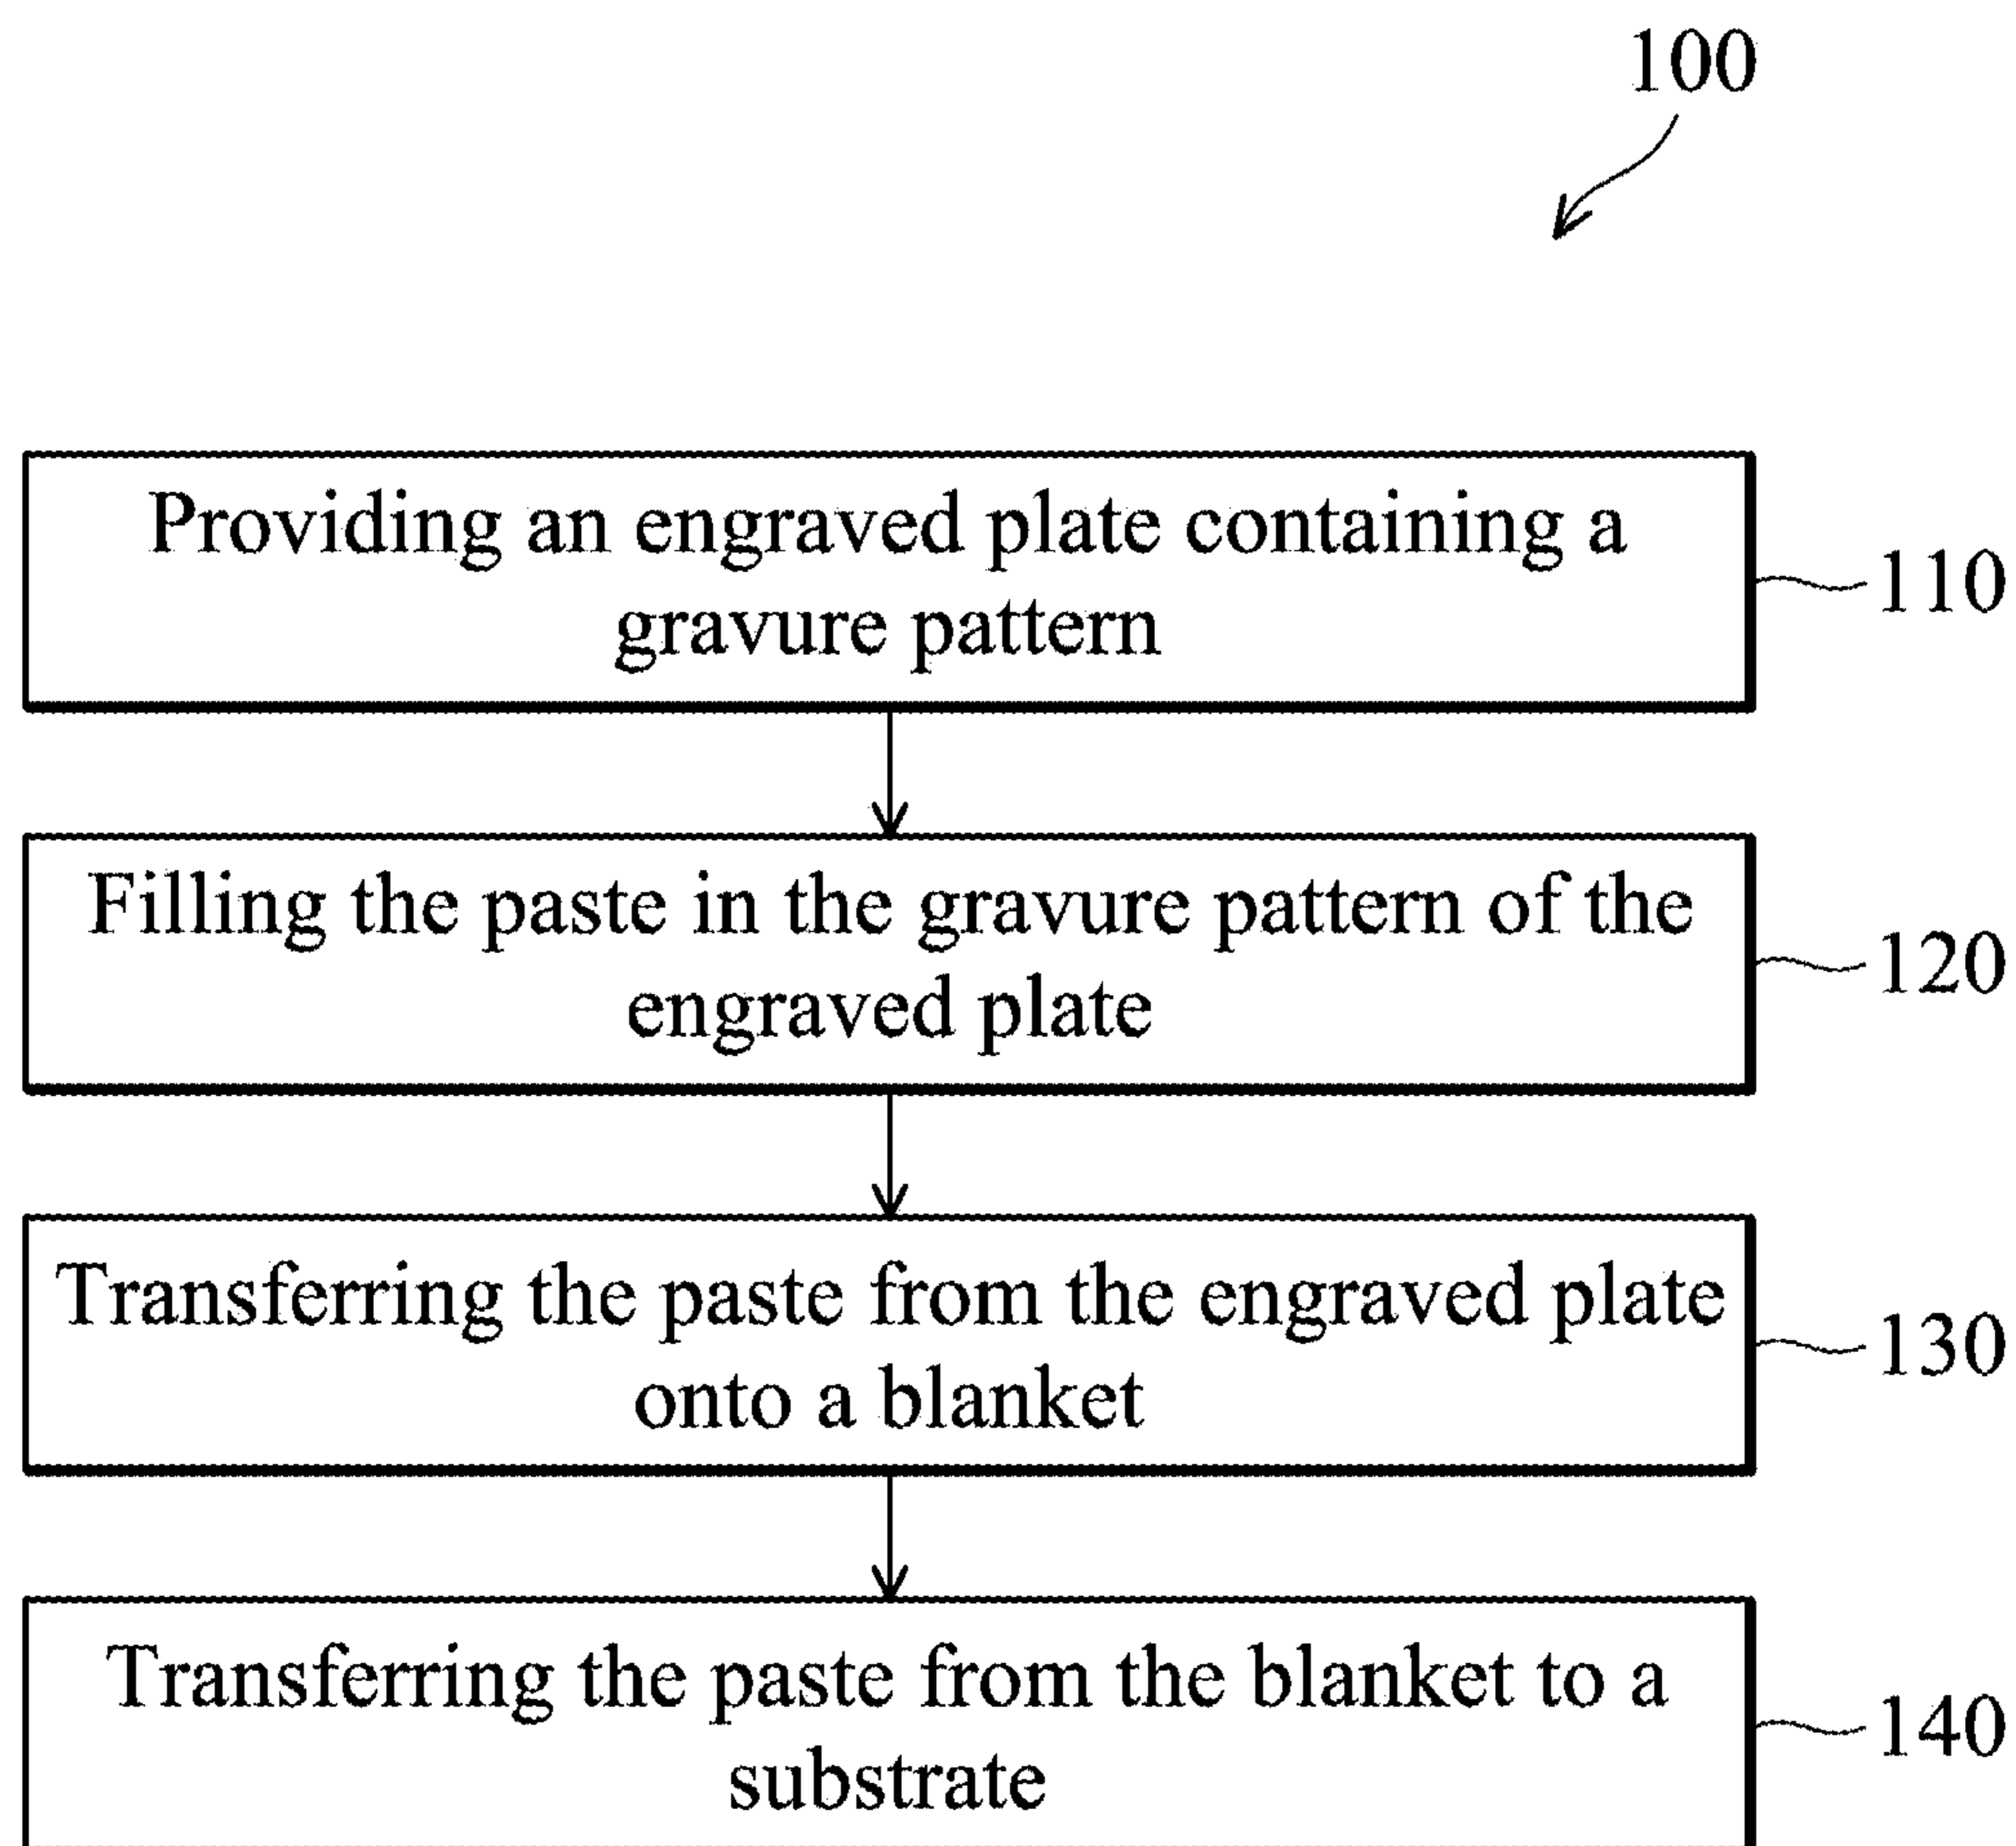 100
Providing an engraved plate containing a
gravure pattern
110
Filling the paste in the gravure pattern of the
engraved plate
120
Transferring the paste from the engraved plate
onto a blanket
130
Transferring the paste from the blanket to a
substrate
140